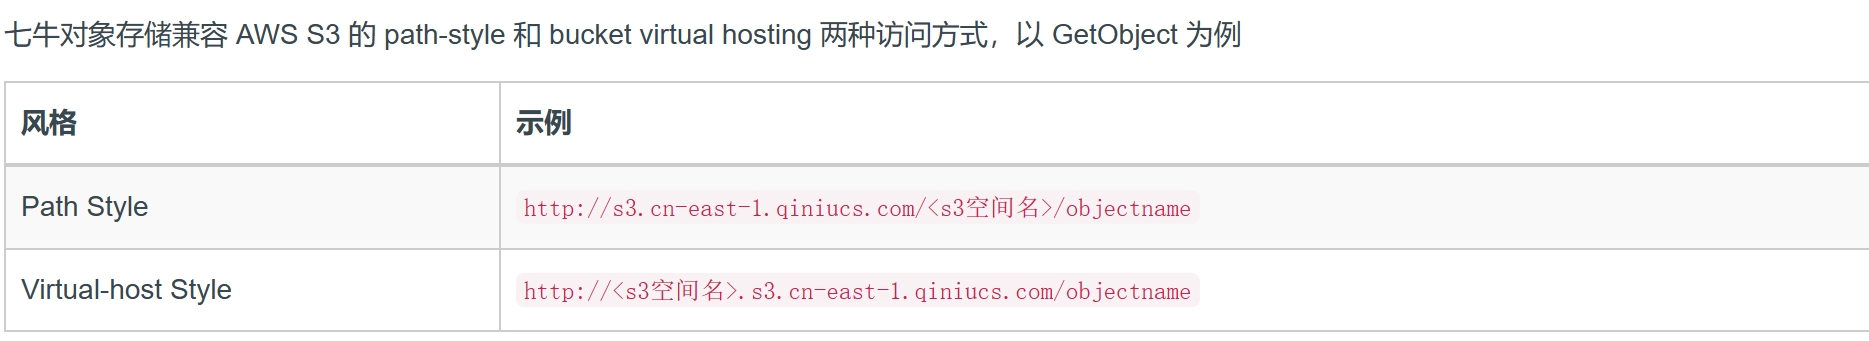 七牛对象存储兼容 AWS S3 的 path-style 和 bucket virtual hosting 两种访问方式，以 GetObject 为例
风格 示例
Path Style http://s3.cn-east-1.qiniucs.com/<s3空间名>/objectname
Virtual-host Style http://<s3空间名>.s3.cn-east-1.qiniucs.com/objectname